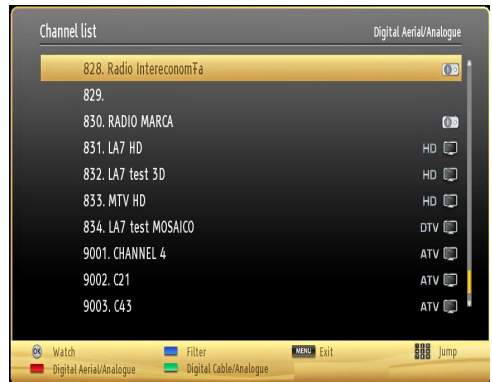 Channel list Digital Aerial/Analogue
828. Radio IntereconomŦa
829.
830. RADIO MARCA
831. LA7 HD HD
832. LA7 test 3D HD
833. MTV HD HD
834. LA7 test MOSAICO DTV
9001. CHANNEL 4 ATV
9002. C21 ATV
9003. C43 ATV
OK Watch Filter MENU Exit Jump
Digital Aerial/Analogue Digital Cable/Analogue